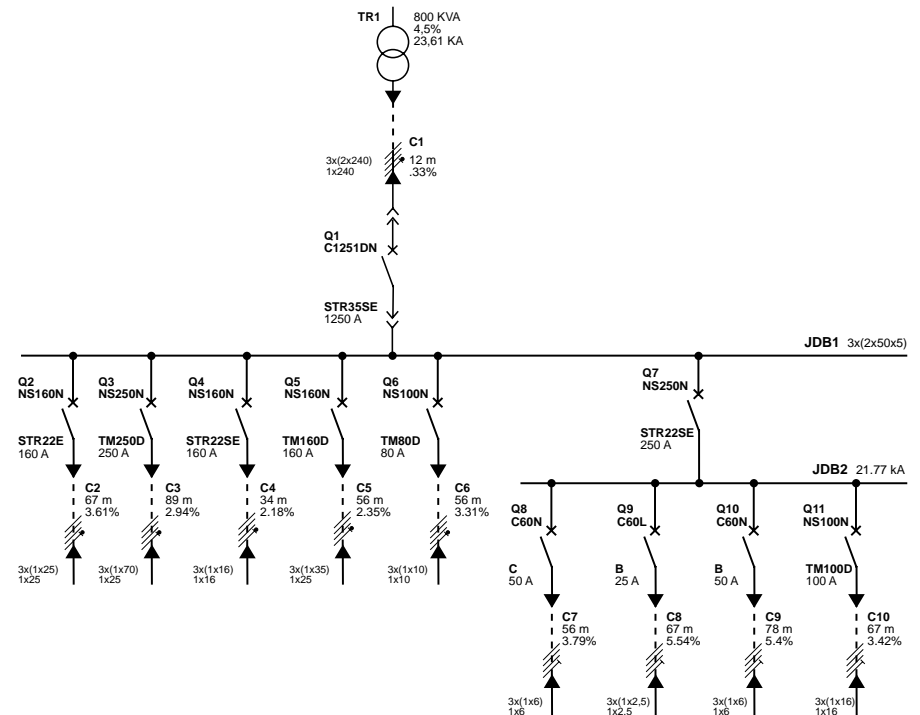 TR1
800 KVA
4,5%
23,61 KA
C1
12 m
.33%
3x(2x240)
1x240
Q1
C1251DN
STR35SE
1250 A
JDB1 3x(2x50x5)
Q2
NS160N
STR22E
160 A
C2
67 m
3.61%
3x(1x25)
1x25
Q3
NS250N
TM250D
250 A
C3
89 m
2.94%
3x(1x70)
1x25
Q4
NS160N
STR22SE
160 A
C4
34 m
2.18%
3x(1x16)
1x16
Q5
NS160N
TM160D
160 A
C5
56 m
2.35%
3x(1x35)
1x25
Q6
NS100N
TM80D
80 A
C6
56 m
3.31%
3x(1x10)
1x10
Q7
NS250N
STR22SE
250 A
JDB2 21.77 kA
Q8
C60N
C
50 A
C7
56 m
3.79%
3x(1x6)
1x6
Q9
C60L
B
25 A
C8
67 m
5.54%
3x(1x2,5)
1x2,5
Q10
C60N
B
50 A
C9
78 m
5.4%
3x(1x6)
1x6
Q11
NS100N
TM100D
100 A
C10
67 m
3.42%
3x(1x16)
1x16